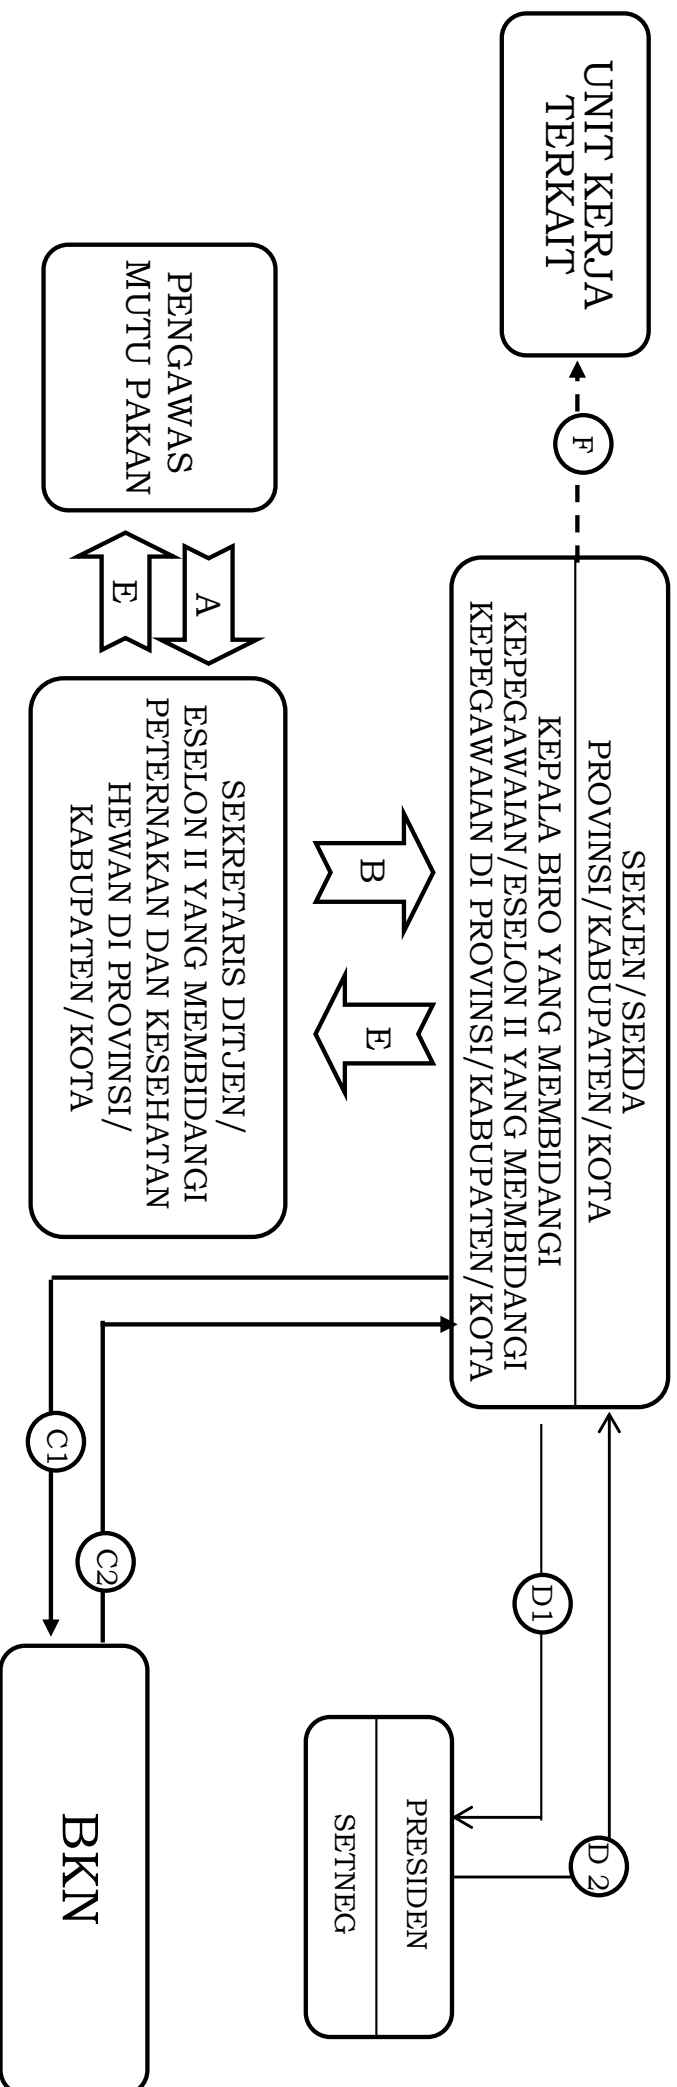 SEKJEN/SEKDA
PROVINSI/KABUPATEN/KOTA
KEPALA BIRO YANG MEMBIDANGI
KEPEGAWAIAN/ESELON II YANG MEMBIDANGI
KEPEGAWAIAN DI PROVINSI/KABUPATEN/KOTA
UNIT KERJA
TERKAIT
F
D1
D 2
PRESIDEN
SETNEG
B
E
PENGAWAS
MUTU PAKAN
A
E
SEKRETARIS DITJEN/
ESELON II YANG MEMBIDANGI
PETERNAKAN DAN KESEHATAN
HEWAN DI PROVINSI/
KABUPATEN/KOTA
C1
C2
BKN